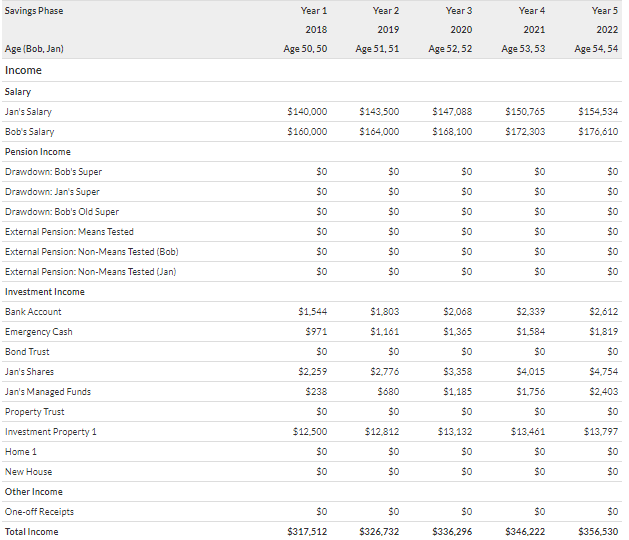 Savings Phase Year 1 Year 2 Year 3 Year 4 Year 5
2018 2019 2020 2021 2022
Age (Bob, Jan) Age 50, 50 Age 51, 51 Age 52, 52 Age 53, 53 Age 54, 54
Income
Salary
Jan's Salary $140,000 $143,500 $147,088 $150,765 $154,534
Bob's Salary $160,000 $164,000 $168,100 $172,303 $176,610
Pension Income
Drawdown: Bob's Super $0 $0 $0 $0 $0
Drawdown: Jan's Super $0 $0 $0 $0 $0
Drawdown: Bob's Old Super $0 $0 $0 $0 $0
External Pension: Means Tested $0 $0 $0 $0 $0
External Pension: Non-Means Tested (Bob) $0 $0 $0 $0 $0
External Pension: Non-Means Tested (Jan) $0 $0 $0 $0 $0
Investment Income
Bank Account $1,544 $1,803 $2,068 $2,339 $2,612
Emergency Cash $971 $1,161 $1,365 $1,584 $1,819
Bond Trust $0 $0 $0 $0 $0
Jan's Shares $2,259 $2,776 $3,358 $4,015 $4,754
Jan's Managed Funds $238 $680 $1,185 $1,756 $2,403
Property Trust $0 $0 $0 $0 $0
Investment Property 1 $12,500 $12,812 $13,132 $13,461 $13,797
Home 1 $0 $0 $0 $0 $0
New House $0 $0 $0 $0 $0
Other Income
One-off Receipts $0 $0 $0 $0 $0
Total Income $317,512 $326,732 $336,296 $346,222 $356,530